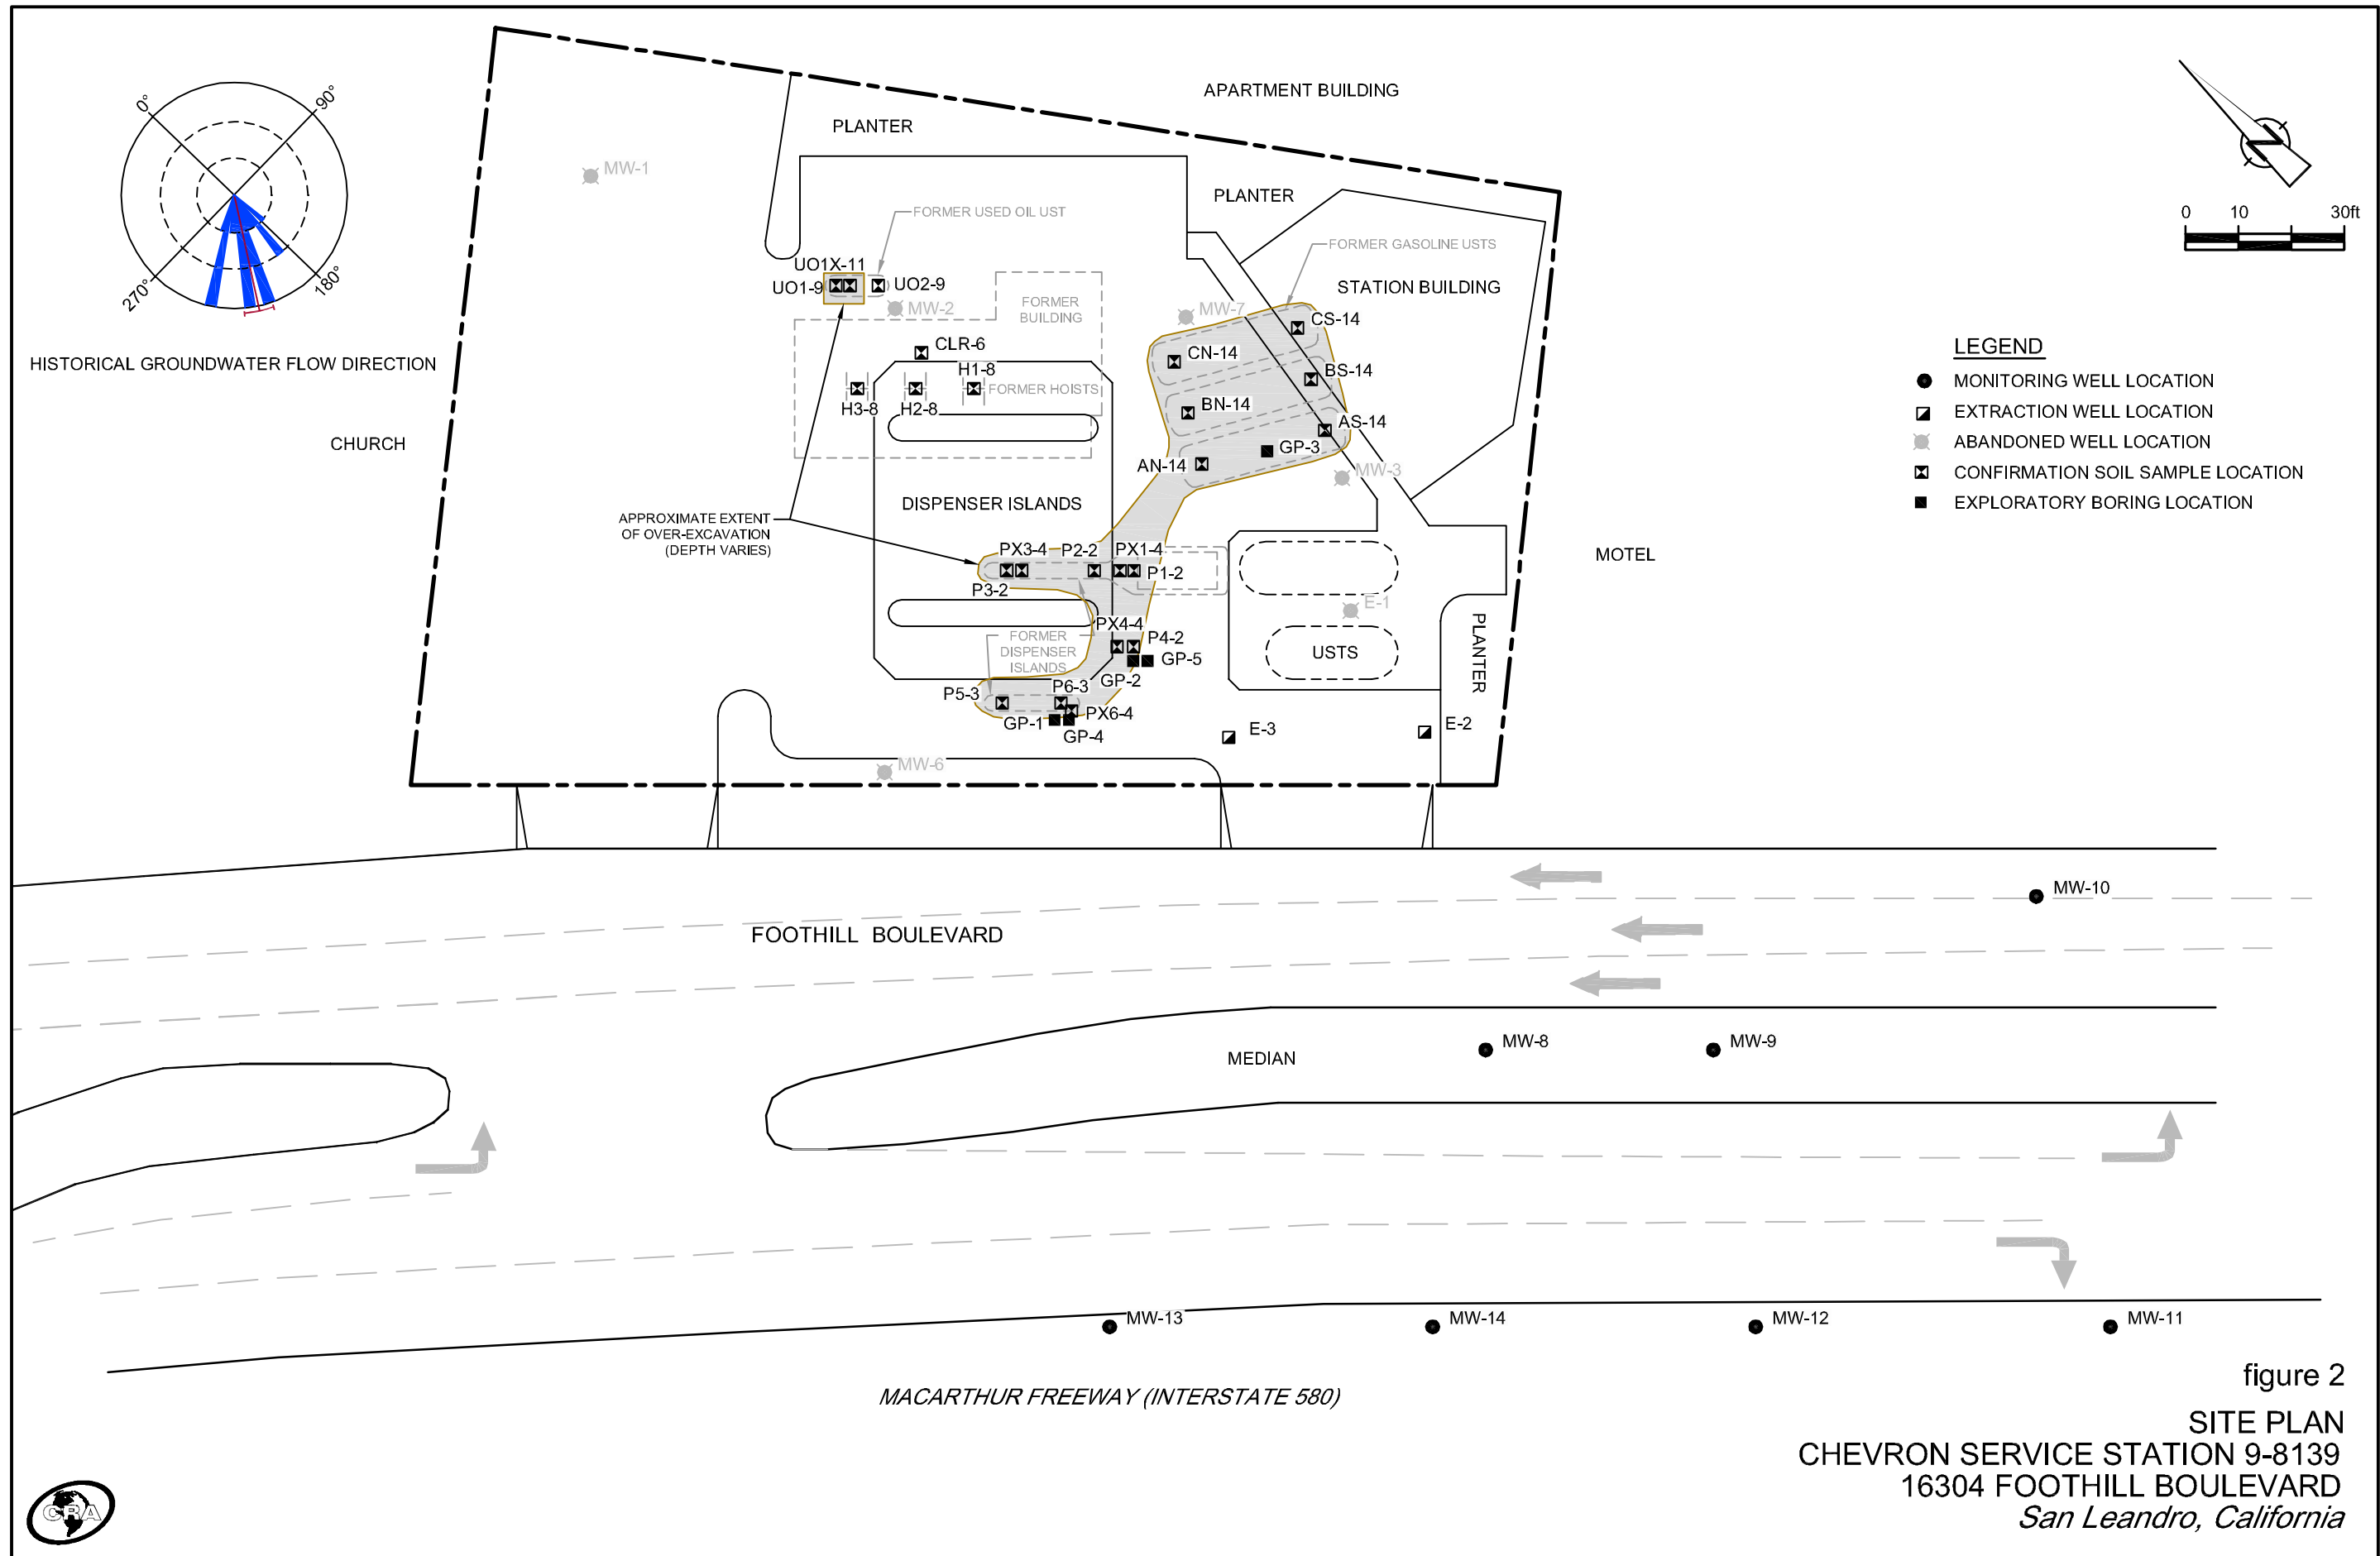 APARTMENT BUILDING
0°
90°
180°
270°
HISTORICAL GROUNDWATER FLOW DIRECTION
N
0 10 30ft
LEGEND
MONITORING WELL LOCATION
EXTRACTION WELL LOCATION
ABANDONED WELL LOCATION
CONFIRMATION SOIL SAMPLE LOCATION
EXPLORATORY BORING LOCATION
PLANTER
MW-1
PLANTER
FORMER USED OIL UST
FORMER GASOLINE USTS
UO1X-11
UO1-9
UO2-9
MW-2
FORMER
BUILDING
STATION BUILDING
MW-7
CS-14
CN-14
BS-14
BN-14
AS-14
GP-3
AN-14
MW-3
CLR-6
H1-8
FORMER HOISTS
H3-8
H2-8
CHURCH
DISPENSER ISLANDS
APPROXIMATE EXTENT
OF OVER-EXCAVATION
(DEPTH VARIES)
MOTEL
PX3-4
P2-2
PX1-4
P1-2
P3-2
E-1
PX4-4
P4-2
FORMER
DISPENSER
ISLANDS
GP-5
GP-2
USTS
PLANTER
P5-3
P6-3
PX6-4
GP-1
GP-4
E-3
E-2
MW-6
MW-10
FOOTHILL BOULEVARD
MW-8
MW-9
MEDIAN
MW-13
MW-14
MW-12
MW-11
MACARTHUR FREEWAY (INTERSTATE 580)
figure 2
SITE PLAN
CHEVRON SERVICE STATION 9-8139
16304 FOOTHILL BOULEVARD
San Leandro, California
CRA